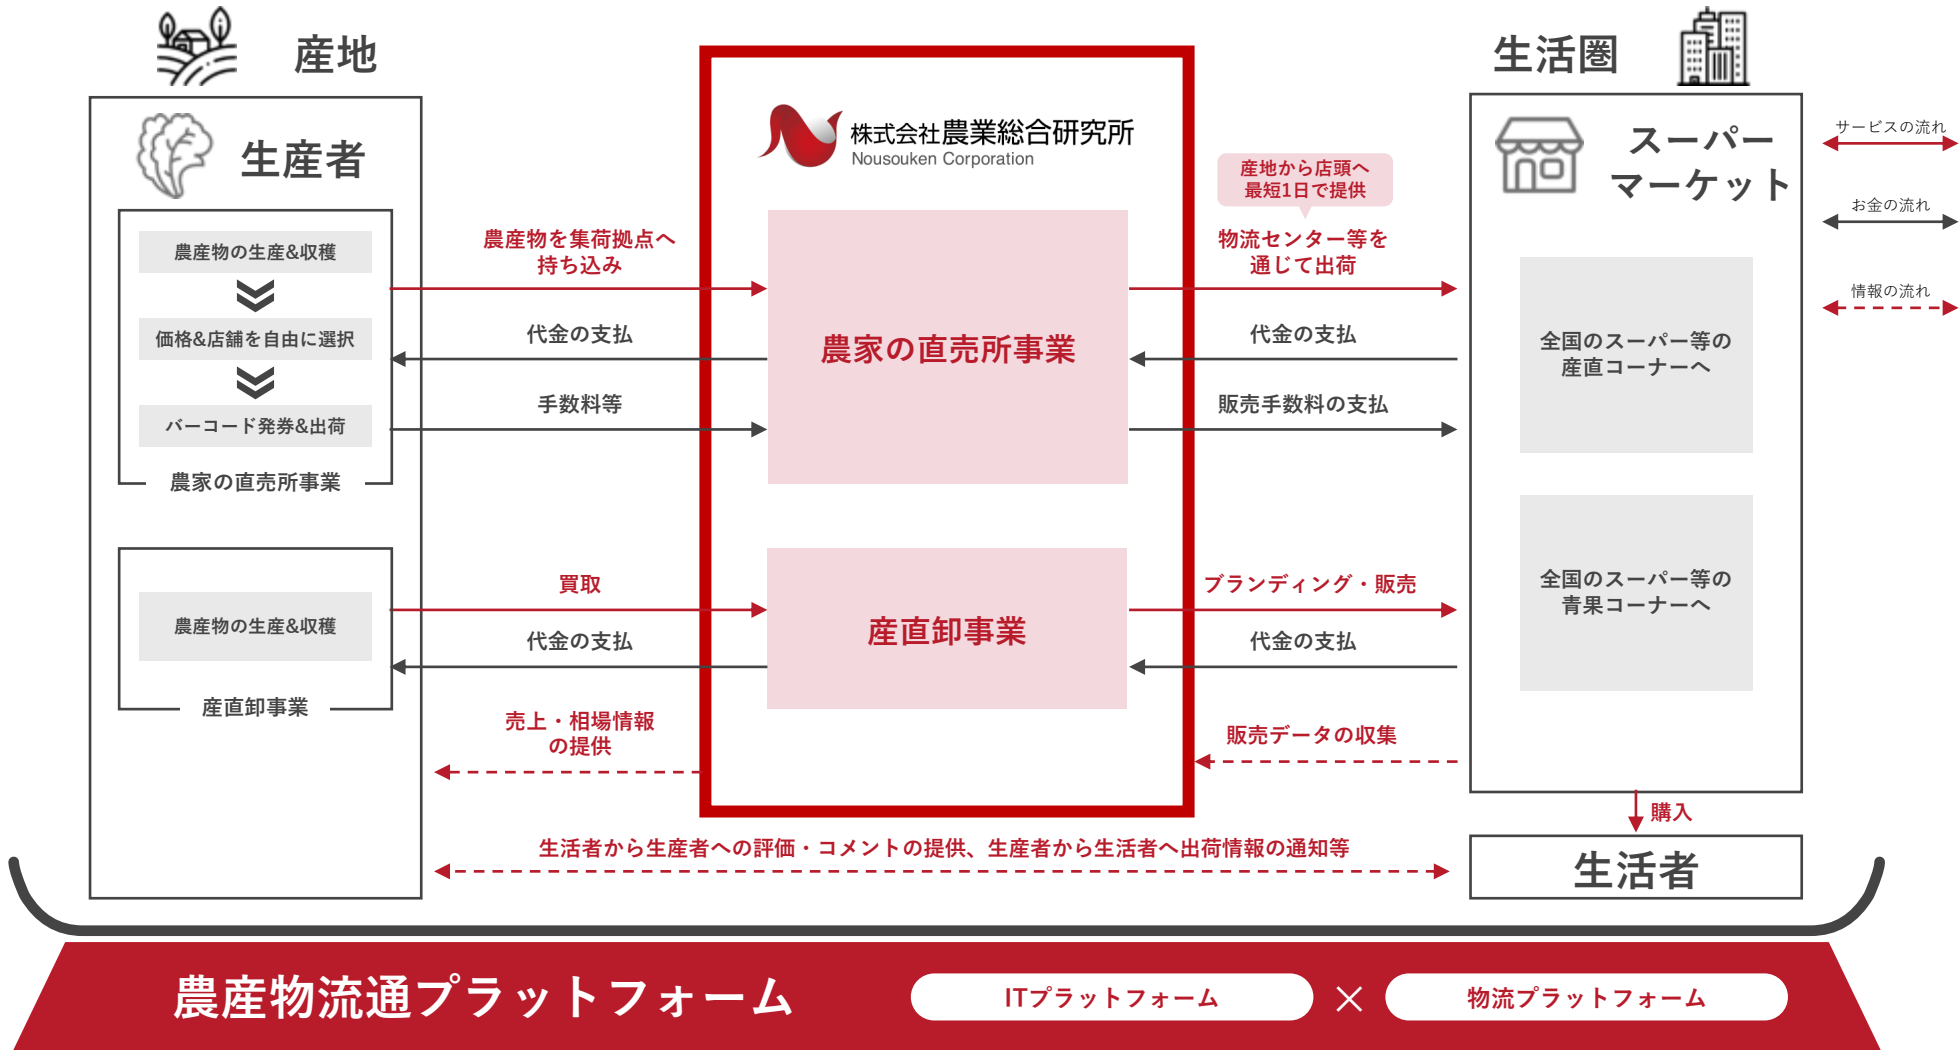 産地
生産者
農産物の生産&収穫
価格&店舗を自由に選択
バーコード発券&出荷
農家の直売所事業
農産物の生産&収穫
産直卸事業
農産物を集荷拠点へ
持ち込み
代金の支払
手数料等
買取
代金の支払
売上・相場情報
の提供
株式会社農業総合研究所
Nousouken Corporation
農家の直売所事業
産直卸事業
産地から店頭へ
最短1日で提供
物流センター等を
通じて出荷
代金の支払
販売手数料の支払
ブランディング・販売
代金の支払
販売データの収集
生活圏
スーパー
マーケット
全国のスーパー等の
産直コーナーへ
全国のスーパー等の
青果コーナーへ
購入
生活者
生活者から生産者への評価・コメントの提供、生産者から生活者へ出荷情報の通知等
サービスの流れ
お金の流れ
情報の流れ
農産物流通プラットフォーム
ITプラットフォーム
×
物流プラットフォーム